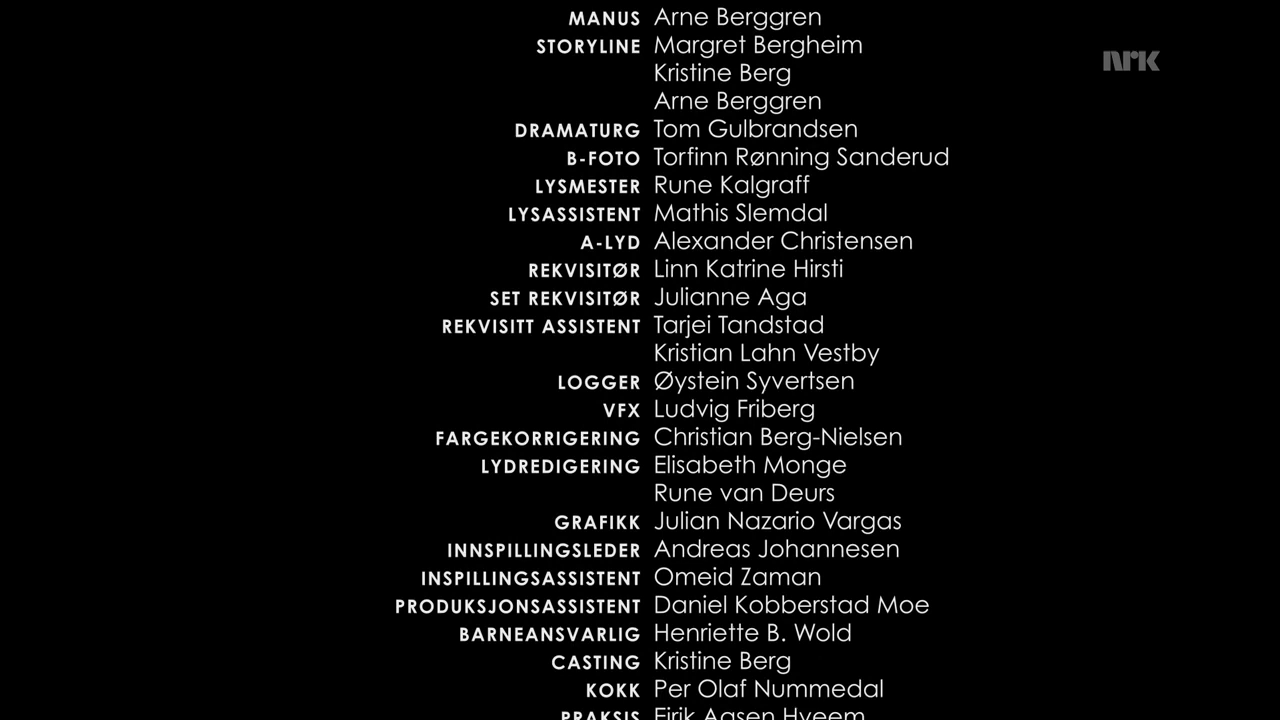 MANUS Arne Berggren
nrk
STORYLINE Margret Bergheim
Kristine Berg
Arne Berggren
DRAMATURG Tom Gulbrandsen
B-FOTO Torfinn Rønning Sanderud
LYSMESTER Rune Kalgraff
LYSASSISTENT Mathis Slemdal
A-LYD Alexander Christensen
REKVISITØR Linn Katrine Hirsti
SET REKVISITØR Julianne Aga
REKVISITT ASSISTENT Tarjei Tandstad
Kristian Lahn Vestby
LOGGER Øystein Syvertsen
VFX Ludvig Friberg
FARGEKORRIGERING Christian Berg-Nielsen
LYDREDIGERING Elisabeth Monge
Rune van Deurs
GRAFIKK Julian Nazario Vargas
INNSPILLINGSLEDER Andreas Johannesen
INSPILLINGSASSISTENT Omeid Zaman
PRODUKSJONSASSISTENT Daniel Kobberstad Moe
BARNEANSVARLIG Henriette B. Wold
CASTING Kristine Berg
KOKK Per Olaf Nummedal
PRAKSIS Eirik Aasen Hveem